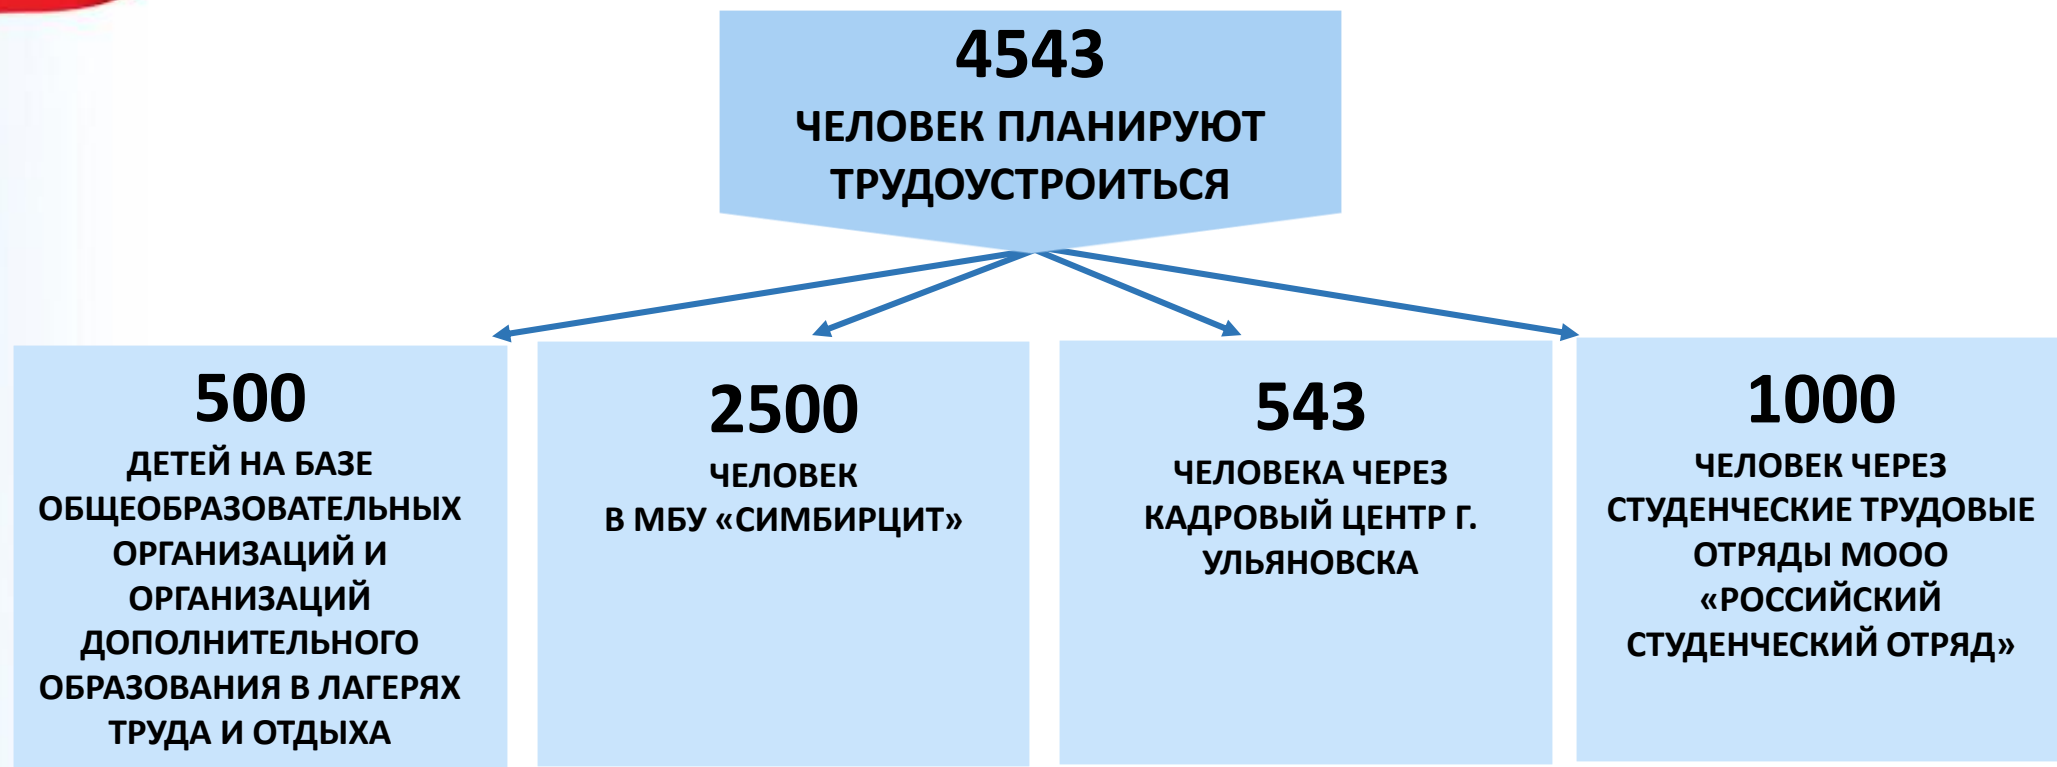 4543
ЧЕЛОВЕК ПЛАНИРУЮТ
ТРУДОУСТРОИТЬСЯ
500
ДЕТЕЙ НА БАЗЕ
ОБЩЕОБРАЗОВАТЕЛЬНЫХ
ОРГАНИЗАЦИЙ И
ОРГАНИЗАЦИЙ
ДОПОЛНИТЕЛЬНОГО
ОБРАЗОВАНИЯ В ЛАГЕРЯХ
ТРУДА И ОТДЫХА
2500
ЧЕЛОВЕК
В МБУ «СИМБИРЦИТ»
543
ЧЕЛОВЕКА ЧЕРЕЗ
КАДРОВЫЙ ЦЕНТР Г.
УЛЬЯНОВСКА
1000
ЧЕЛОВЕК ЧЕРЕЗ
СТУДЕНЧЕСКИЕ ТРУДОВЫЕ
ОТРЯДЫ МООО
«РОССИЙСКИЙ
СТУДЕНЧЕСКИЙ ОТРЯД»